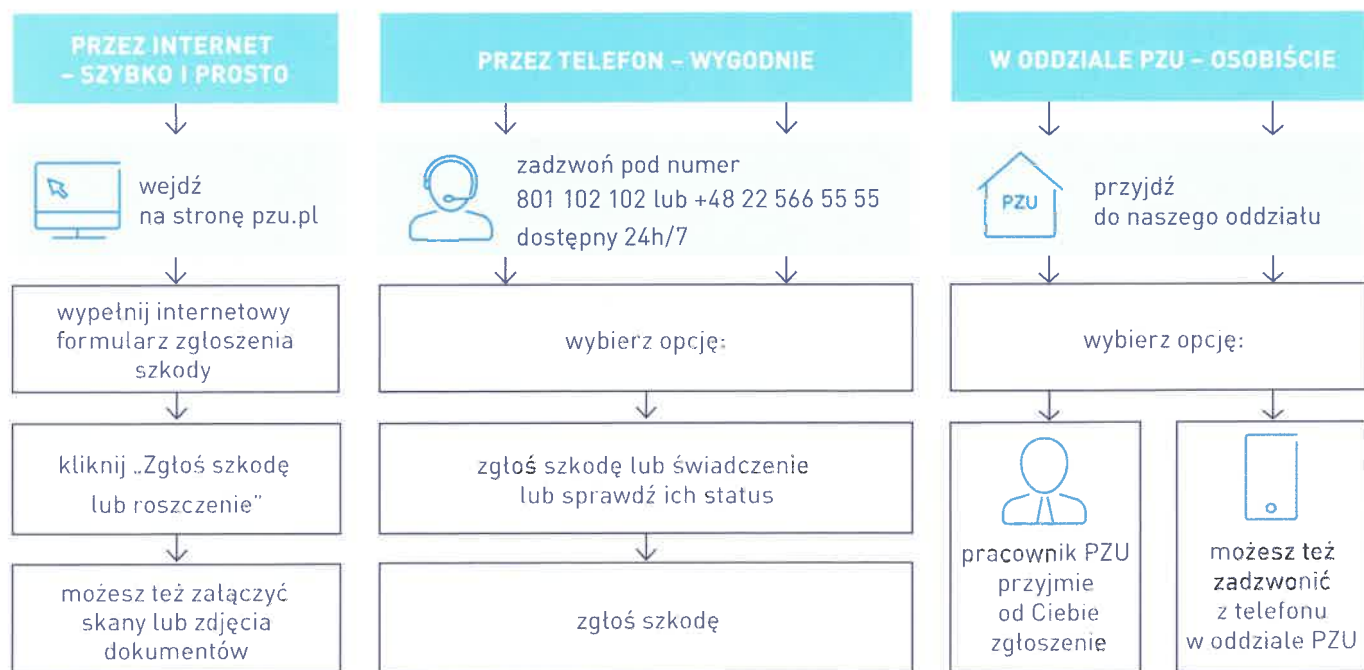 PRZEZ INTERNET
– SZYBKO I PROSTO
wejdź
na stronę pzu.pl
wypełnij internetowy
formularz zgłoszenia
szkody
kliknij „Zgłoś szkodę
lub roszczenie”
możesz też załączyć
skany lub zdjęcia
dokumentów
PRZEZ TELEFON – WYGODNIE
zadzwoń pod numer
801 102 102 lub +48 22 566 55 55
dostępny 24h/7
wybierz opcję:
zgłoś szkodę lub świadczenie
lub sprawdź ich status
zgłoś szkodę
W ODDZIALE PZU – OSOBIŚCIE
PZU
przyjdź
do naszego oddziału
wybierz opcję:
pracownik PZU
przyjmie
od Ciebie
zgłoszenie
możesz też
zadzwonić
z telefonu
w oddziale PZU